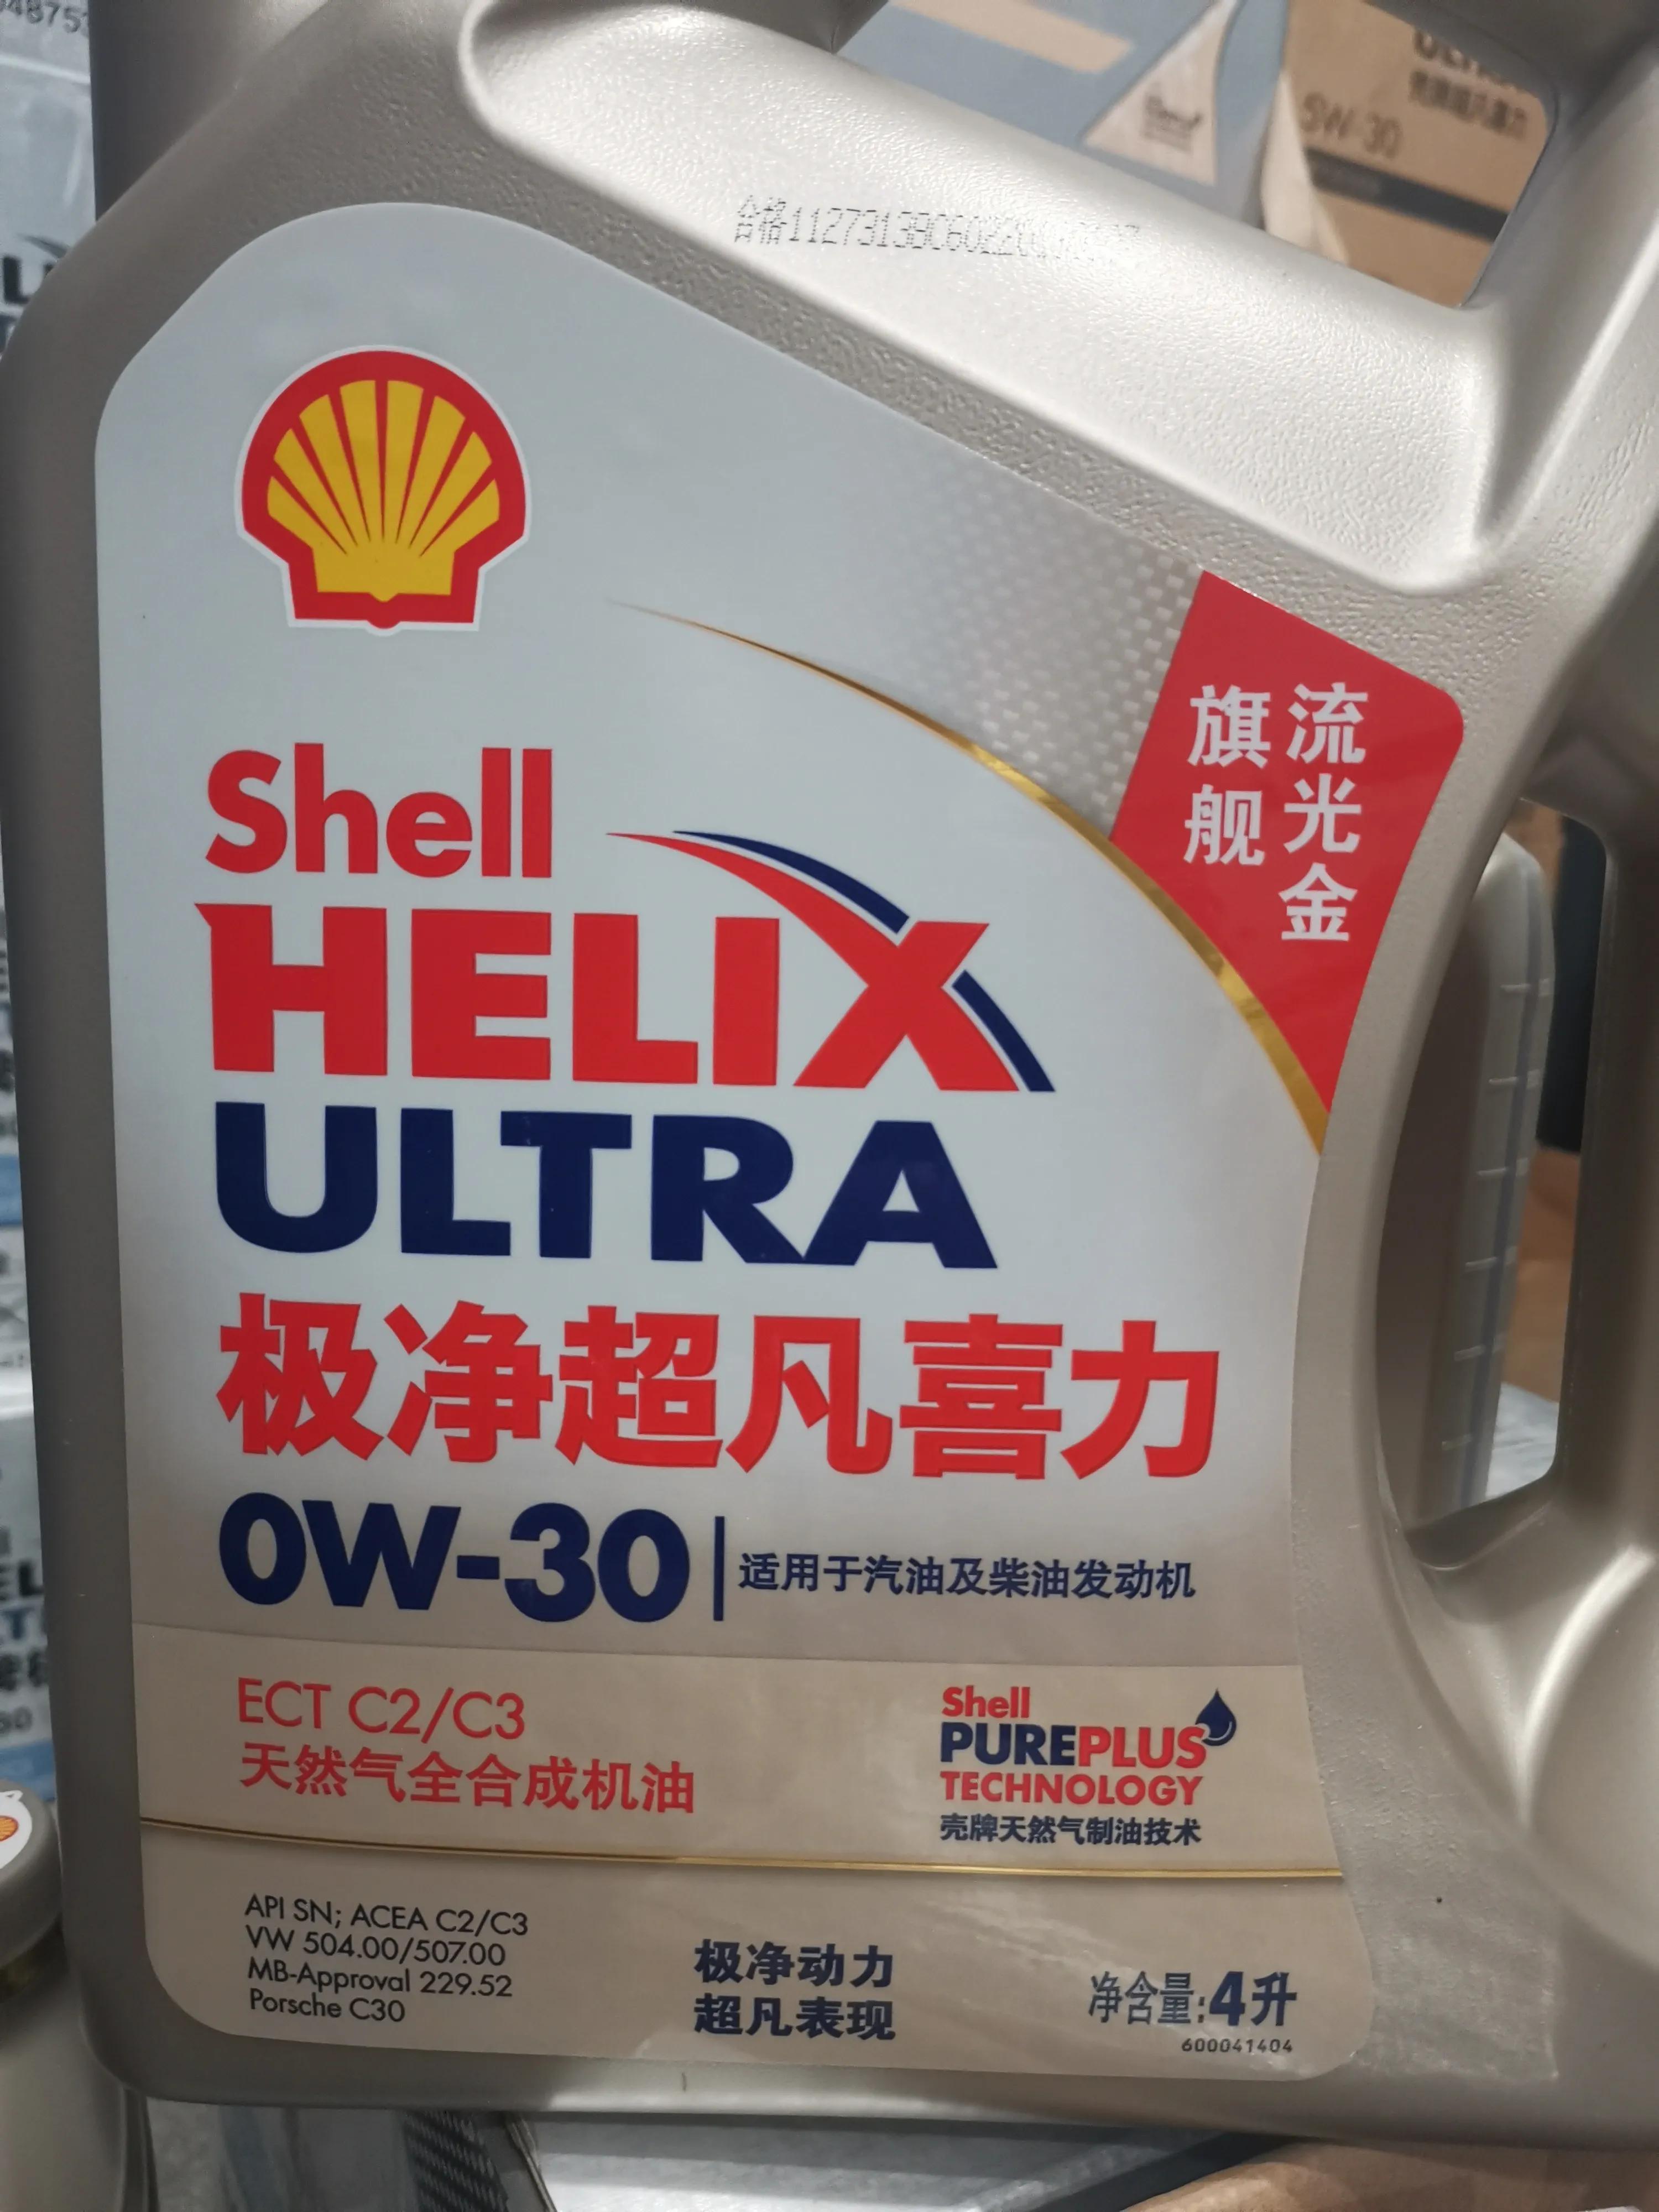 5W-30
旗舰
流光金
Shell
HELIX
ULTRA
极净超凡喜力
0W-30
适用于汽油及柴油发动机
ECT C2/C3
天然气全合成机油
Shell
PUREPLUS
TECHNOLOGY
壳牌天然气制油技术
API SN; ACEA C2/C3
VW 504.00/507.00
MB-Approval 229.52
Porsche C30
极净动力
超凡表现
净含量:4升
600041404